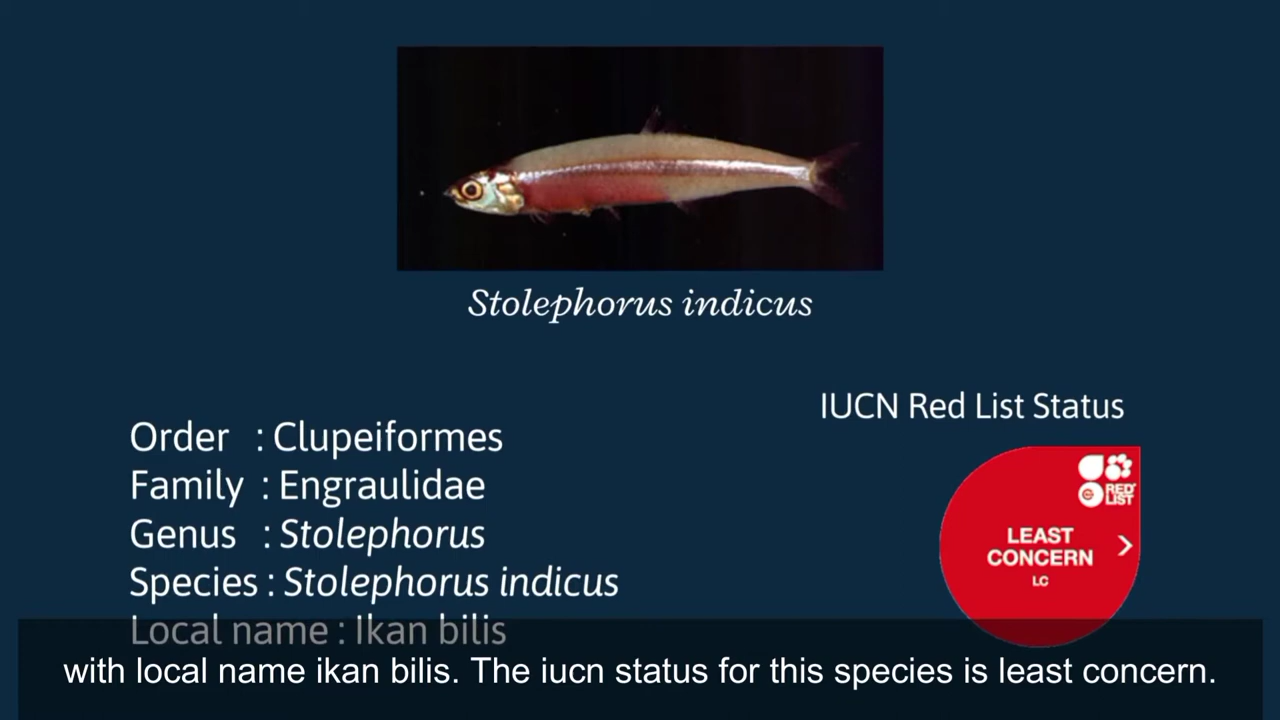 Stolephorus indicus
IUCN Red List Status
Order : Clupeiformes
Family : Engraulidae
Genus : Stolephorus
Species : Stolephorus indicus
Local name : Ikan bilis
RED
LIST
LEAST
CONCERN
LC
with local name ikan bilis. The iucn status for this species is least concern.